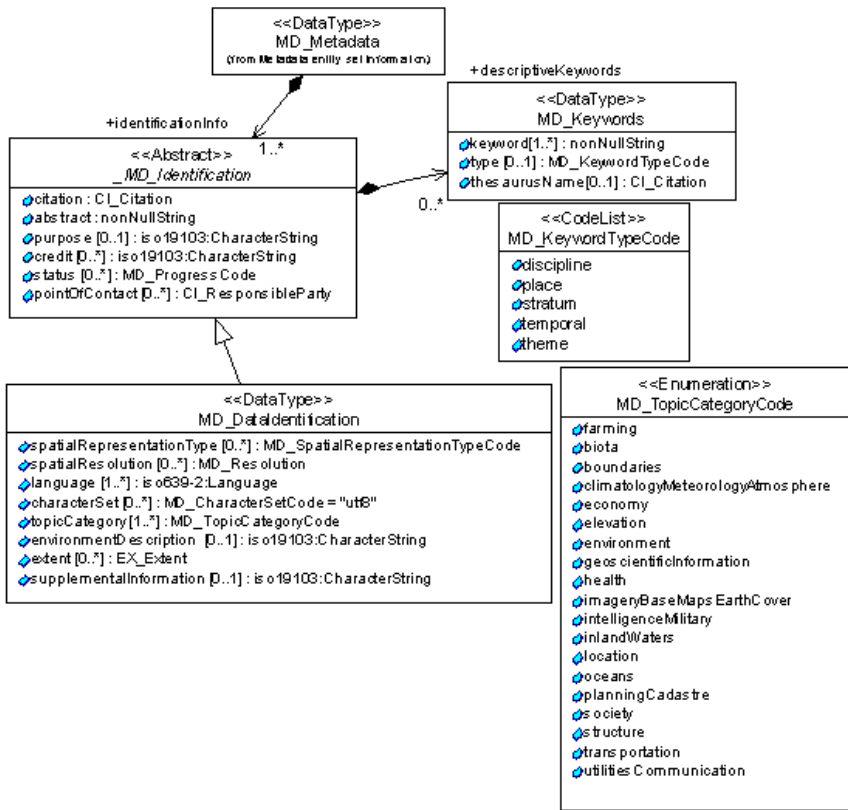 <<DataType>>
MD_Metadata
(from Metadata entity set information)
+descriptiveKeywords
<<DataType>>
MD_Keywords
keyword[1..*] : nonNullString
type [0..1] : MD_KeywordTypeCode
thesaurusName[0..1] : CI_Citation
+identificationInfo
1..*
<<Abstract>>
_MD_Identification
citation : CI_Citation
abstract : nonNullString
purpose [0..1] : iso19103:CharacterString
credit [0..*] : iso19103:CharacterString
status [0..*] : MD_ProgressCode
pointOfContact [0..*] : CI_ResponsibleParty
0..*
<<CodeList>>
MD_KeywordTypeCode
discipline
place
stratum
temporal
theme
<<DataType>>
MD_DataIdentification
spatialRepresentationType [0..*] : MD_SpatialRepresentationTypeCode
spatialResolution [0..*] : MD_Resolution
language [1..*] : iso639-2:Language
characterSet [0..*] : MD_CharacterSetCode = "utf8"
topicCategory [1..*] : MD_TopicCategoryCode
environmentDescription [0..1] : iso19103:CharacterString
extent [0..*] : EX_Extent
supplementalInformation [0..1] : iso19103:CharacterString
<<Enumeration>>
MD_TopicCategoryCode
farming
biota
boundaries
climatologyMeteorologyAtmosphere
economy
elevation
environment
geoscientificInformation
health
imageryBaseMapsEarthCover
intelligenceMilitary
inlandWaters
location
oceans
planningCadastre
society
structure
transportation
utilitiesCommunication